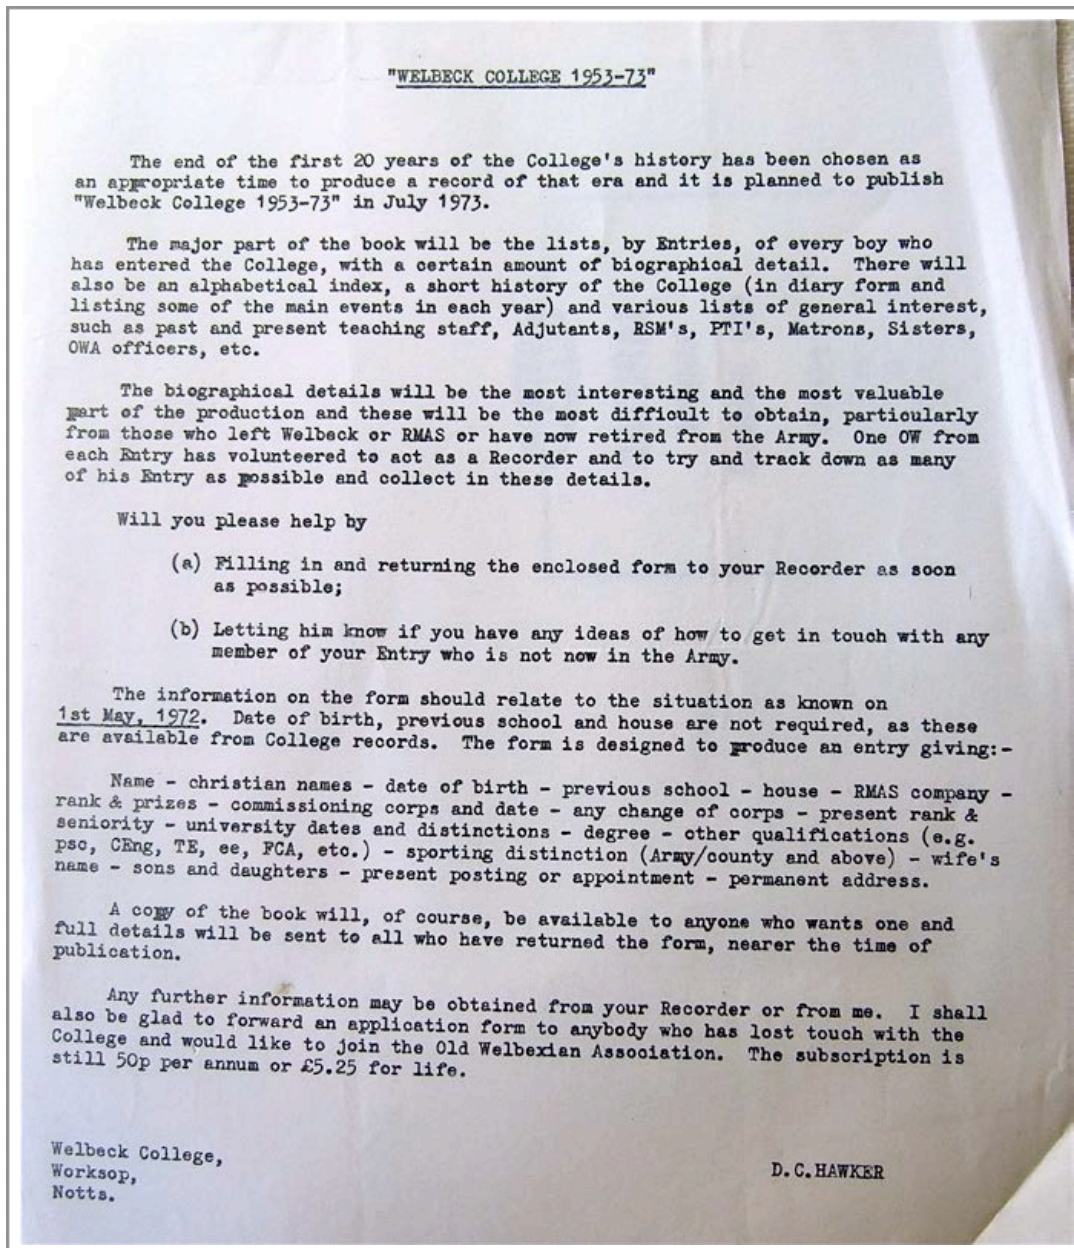 "WELBECK COLLEGE 1953-73"
The end of the first 20 years of the College's history has been chosen as
an appropriate time to produce a record of that era and it is planned to publish
"Welbeck College 1953-73" in July 1973.
The major part of the book will be the lists, by Entries, of every boy who
has entered the College, with a certain amount of biographical detail. There will
also be an alphabetical index, a short history of the College (in diary form and
listing some of the main events in each year) and various lists of general interest,
such as past and present teaching staff, Adjutants, RSM's, PTI's, Matrons, Sisters,
OWA officers, etc.
The biographical details will be the most interesting and the most valuable
part of the production and these will be the most difficult to obtain, particularly
from those who left Welbeck or RMAS or have now retired from the Army. One OW from
each Entry has volunteered to act as a Recorder and to try and track down as many
of his Entry as possible and collect in these details.
Will you please help by
(a) Filling in and returning the enclosed form to your Recorder as soon
as possible;
(b) Letting him know if you have any ideas of how to get in touch with any
member of your Entry who is not now in the Army.
The information on the form should relate to the situation as known on
1st May, 1972. Date of birth, previous school and house are not required, as these
are available from College records. The form is designed to produce an entry giving:-
Name - christian names - date of birth - previous school - house - RMAS company -
rank & prizes - commissioning corps and date - any change of corps - present rank &
seniority - university dates and distinctions - degree - other qualifications (e.g.
psc, CEng, TE, ee, FCA, etc.) - sporting distinction (Army/county and above) - wife's
name - sons and daughters - present posting or appointment - permanent address.
A copy of the book will, of course, be available to anyone who wants one and
full details will be sent to all who have returned the form, nearer the time of
publication.
Any further information may be obtained from your Recorder or from me. I shall
also be glad to forward an application form to anybody who has lost touch with the
College and would like to join the Old Welbexian Association. The subscription is
still 50p per annum or £5.25 for life.
Welbeck College,
Worksop,
Notts.
D.C.HAWKER